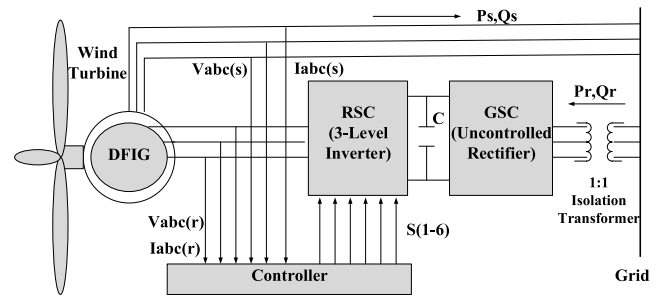 Ps,Qs
Wind
Turbine
Vabc(s)
Iabc(s)
RSC
(3-Level
Inverter)
C
GSC
(Uncontrolled
Rectifier)
Pr,Qr
DFIG
1:1
Isolation
Transformer
Vabc(r)
Iabc(r)
S(1-6)
Controller
Grid